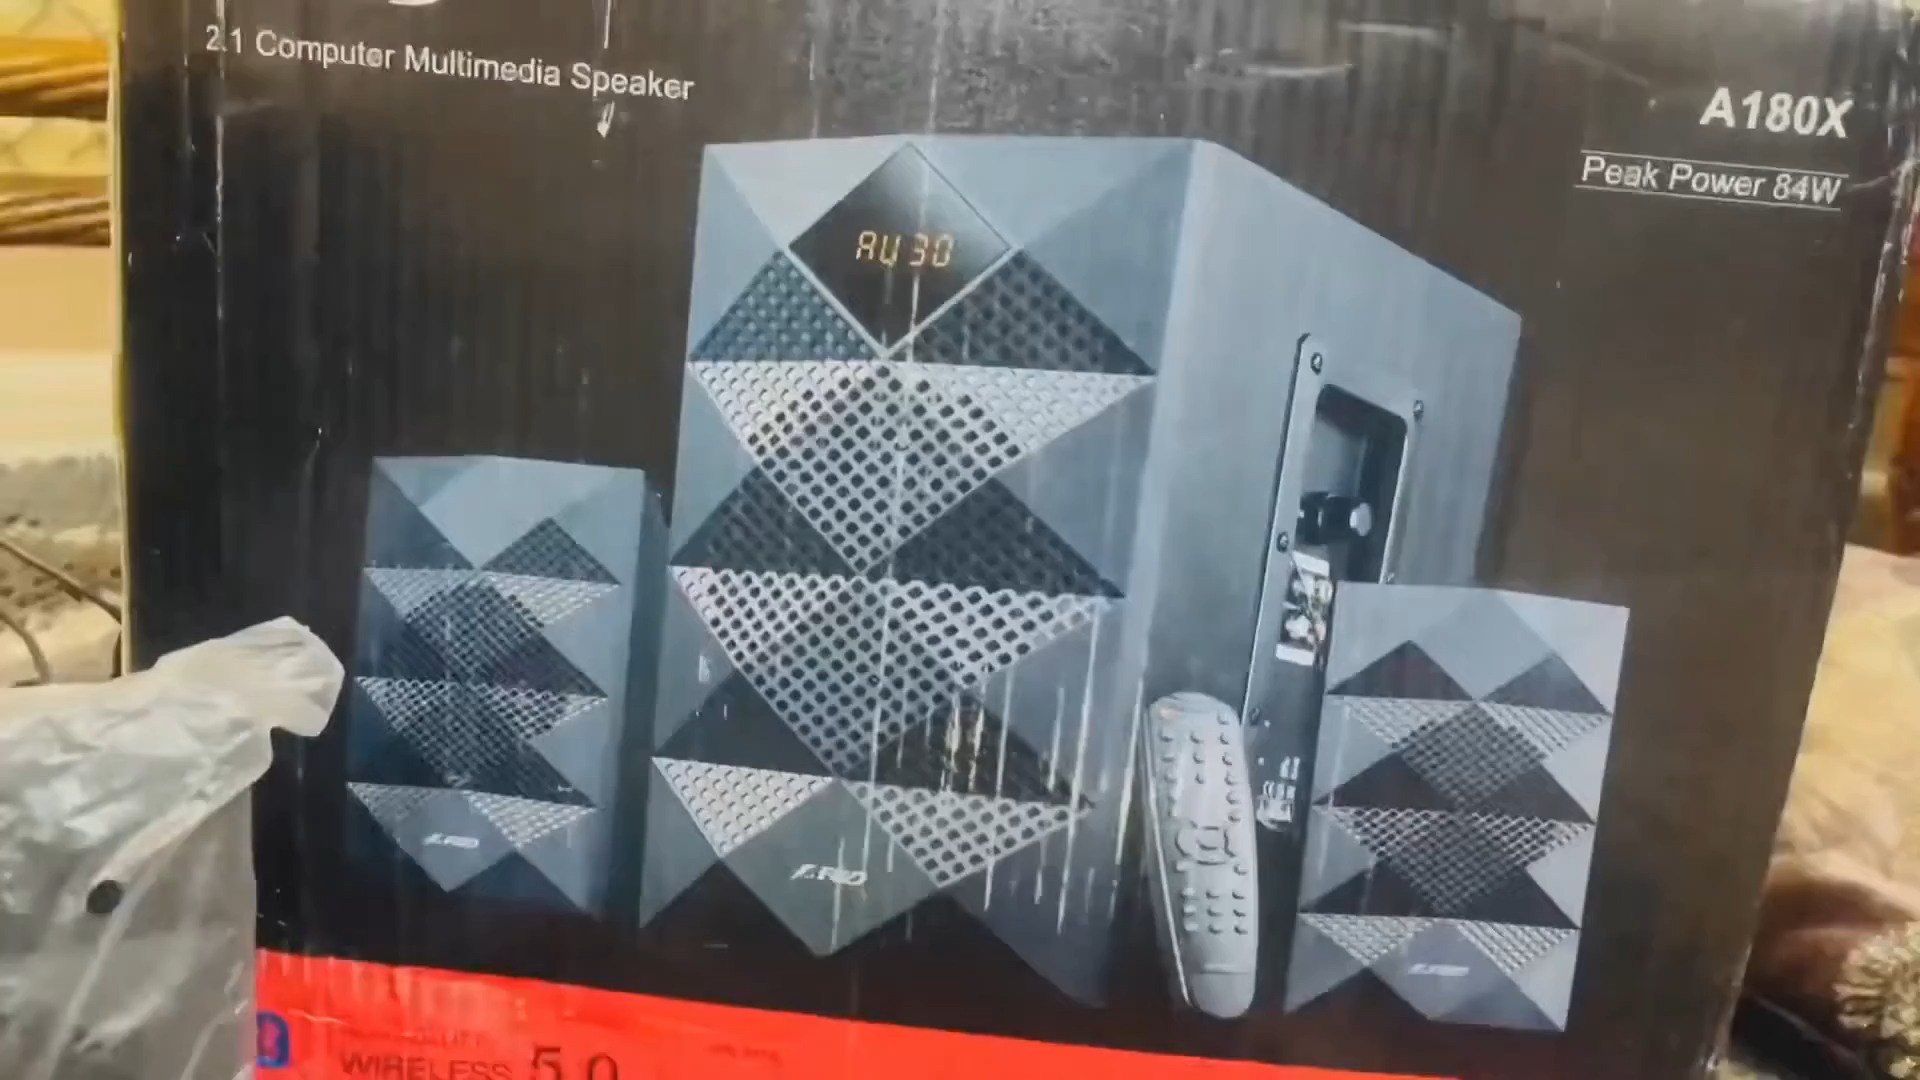 2.1 Computer Multimedia Speaker
A180X
Peak Power 84W
AU 30
F&D
F&D
F&D
WIRELESS 5.0